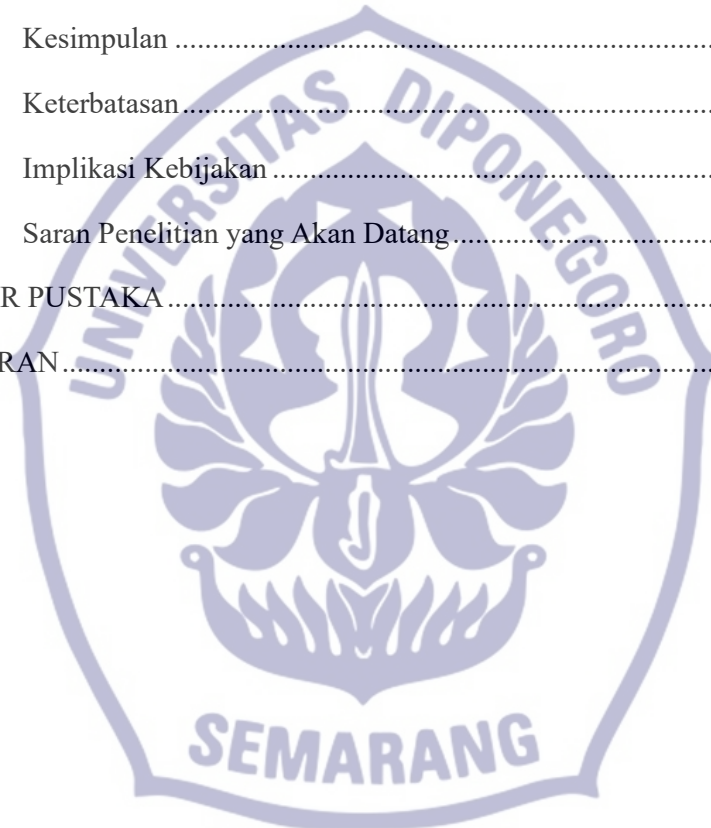 Kesimpulan ........................................................................
Keterbatasan.......................................................................
Implikasi Kebijakan ...........................................................
Saran Penelitian yang Akan Datang...................................
R PUSTAKA.........................................................................
RAN.......................................................................................
UNIVERSITAS DIPONEGORO
SEMARANG